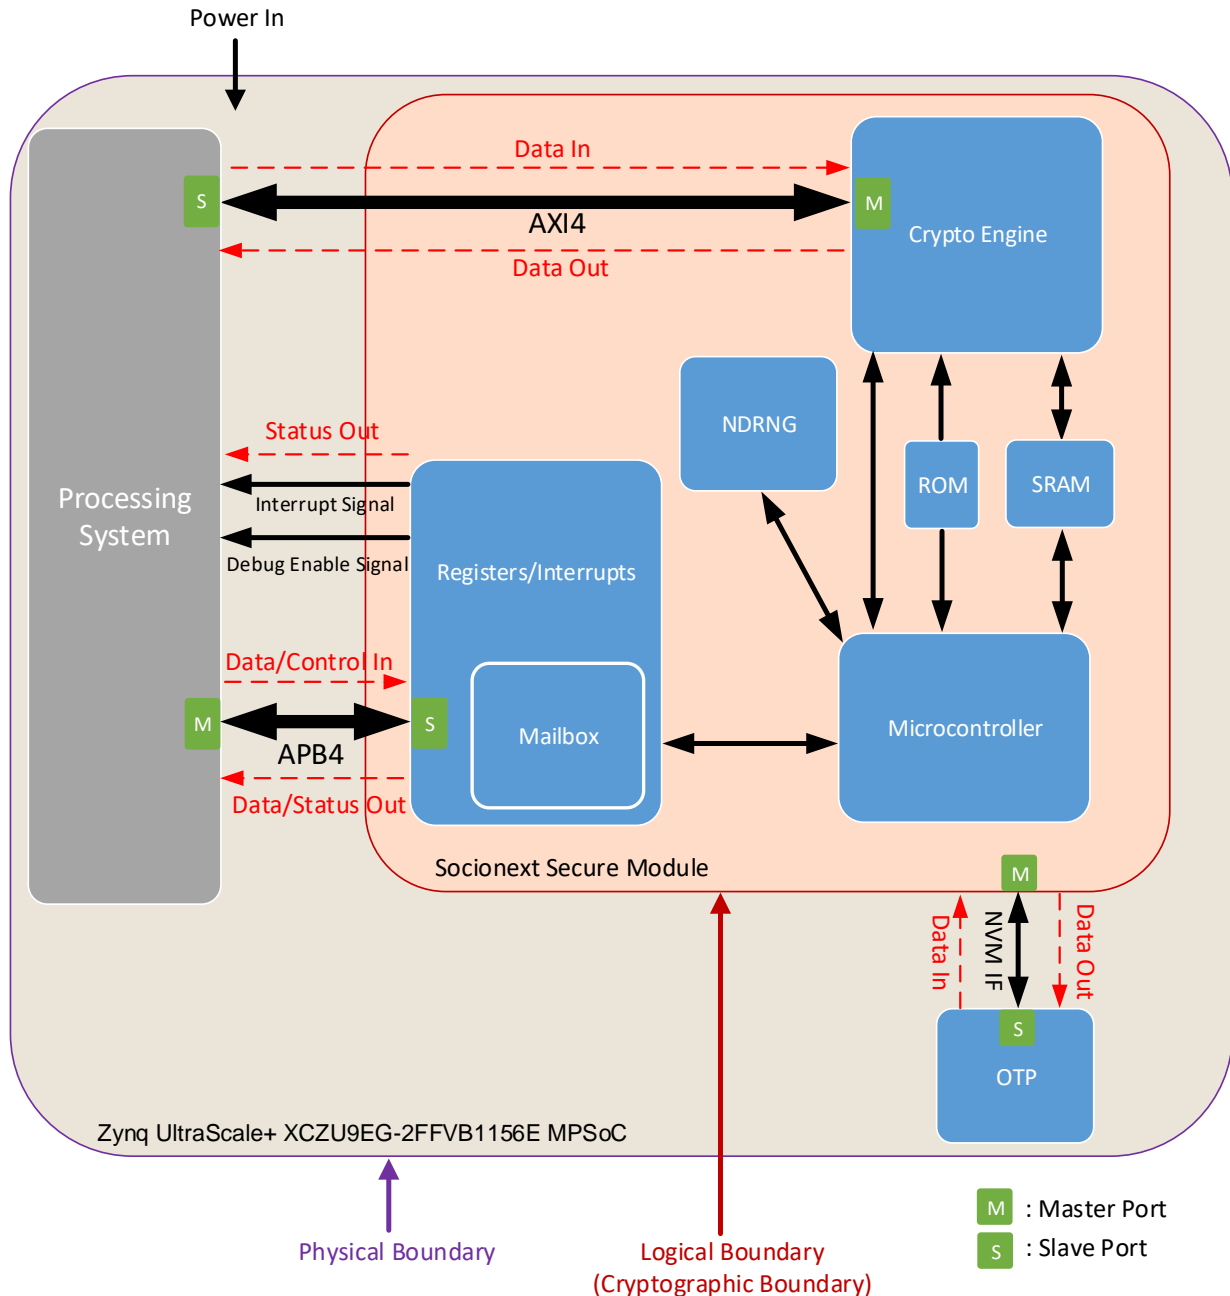 Power In
Data In
S
M
AXI4
Crypto Engine
Data Out
NDRNG
Status Out
ROM
SRAM
Processing
System
Interrupt Signal
Debug Enable Signal
Registers/Interrupts
Data/Control In
M
S
Mailbox
Microcontroller
APB4
Data/Status Out
Socionext Secure Module
M
Data In
NVM IF
Data Out
S
OTP
Zynq UltraScale+ XCZU9EG-2FFVB1156E MPSoC
M : Master Port
S : Slave Port
Physical Boundary
Logical Boundary
(Cryptographic Boundary)